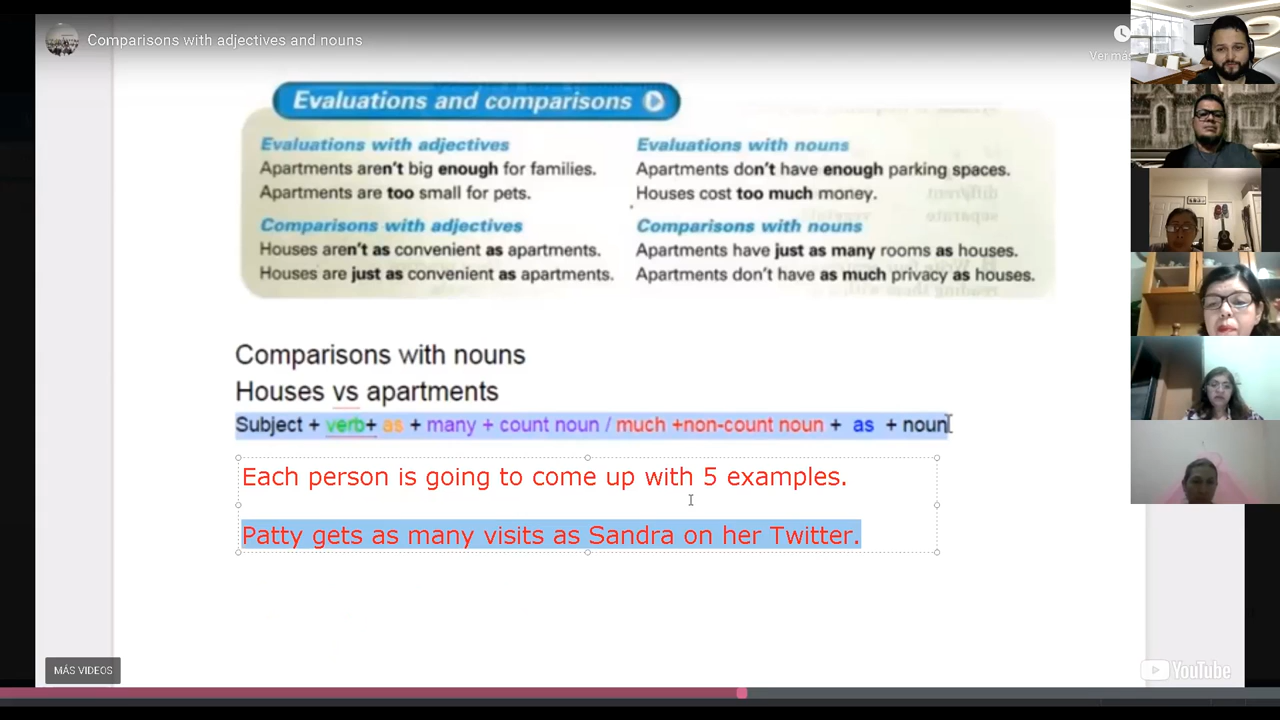 Comparisons with adjectives and nouns
Evaluations and comparisons
Evaluations with adjectives
Apartments aren't big enough for families.
Apartments are too small for pets.
Comparisons with adjectives
Houses aren't as convenient as apartments.
Houses are just as convenient as apartments.
Evaluations with nouns
Apartments don't have enough parking spaces.
Houses cost too much money.
Comparisons with nouns
Apartments have just as many rooms as houses.
Apartments don't have as much privacy as houses.
Comparisons with nouns
Houses vs apartments
Subject + verb+ as + many + count noun / much +non-count noun + as + noun
Each person is going to come up with 5 examples.
Patty gets as many visits as Sandra on her Twitter.
MÁS VIDEOS
YouTube